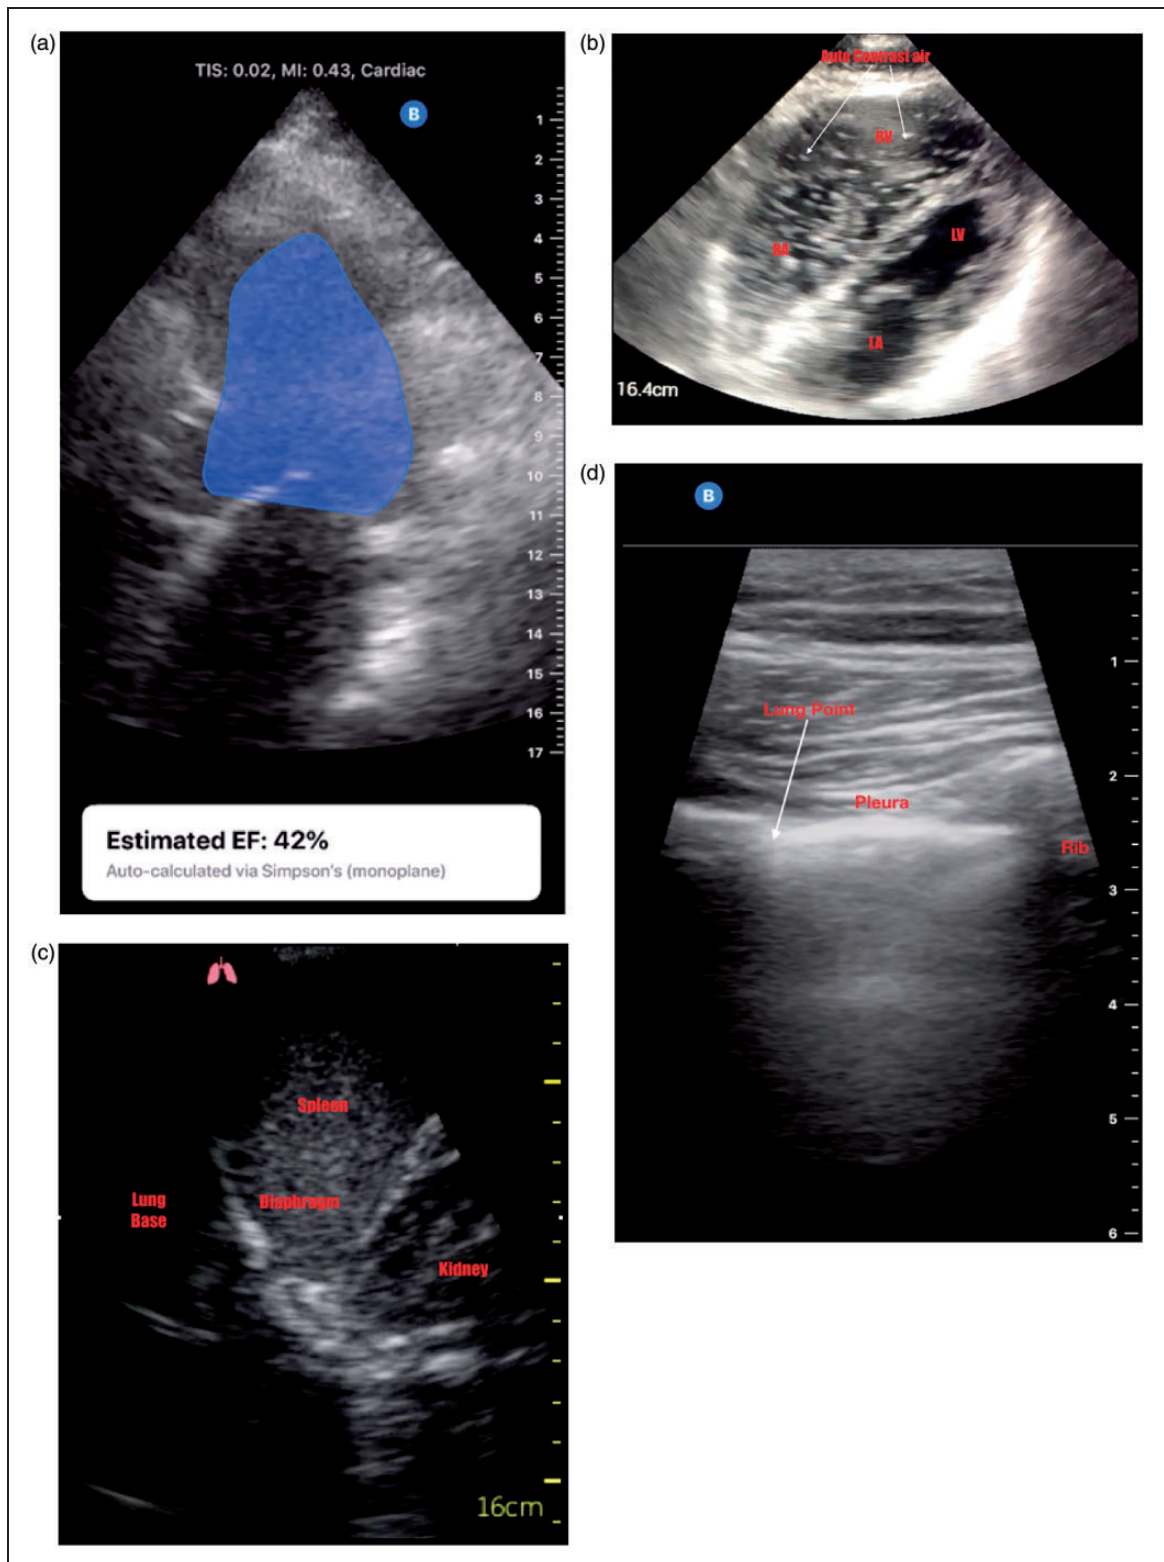 (a)
TIS: 0.02, MI: 0.43, Cardiac
B
1
2
3
4
5
6
7
8
9
10
11
12
13
14
15
16
17
Estimated EF: 42%
Auto-calculated via Simpson's (monoplane)
(b)
Auto Contrast air
RV
RA
LV
LA
16.4cm
(c)
Spleen
Lung
Base
Diaphragm
Kidney
16cm
(d)
B
1
Lung Point
2
Pleura
Rib
3
4
5
6